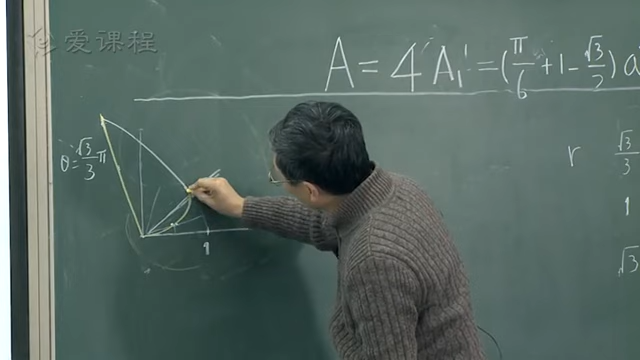 爱课程
A = 4 A₁ = (π/6 + 1 - √3/2) a
θ = √3/3 π
r √3/3
1
1
√3